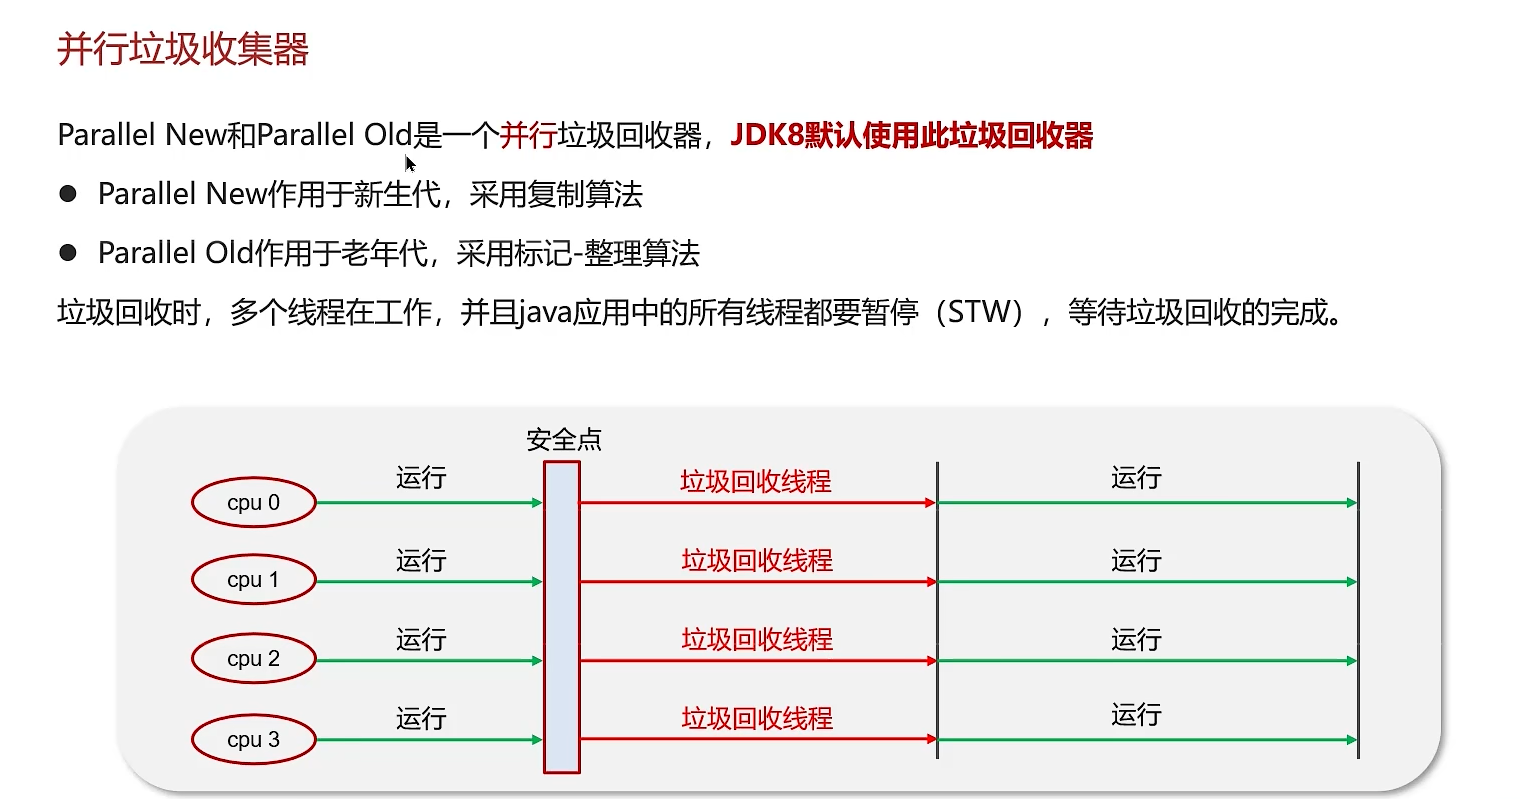 并行垃圾收集器
Parallel New和Parallel Old是一个并行垃圾回收器，JDK8默认使用此垃圾回收器
● Parallel New作用于新生代，采用复制算法
● Parallel Old作用于老年代，采用标记-整理算法
垃圾回收时，多个线程在工作，并且java应用中的所有线程都要暂停（STW），等待垃圾回收的完成。
安全点
cpu 0 运行 垃圾回收线程 运行
cpu 1 运行 垃圾回收线程 运行
cpu 2 运行 垃圾回收线程 运行
cpu 3 运行 垃圾回收线程 运行